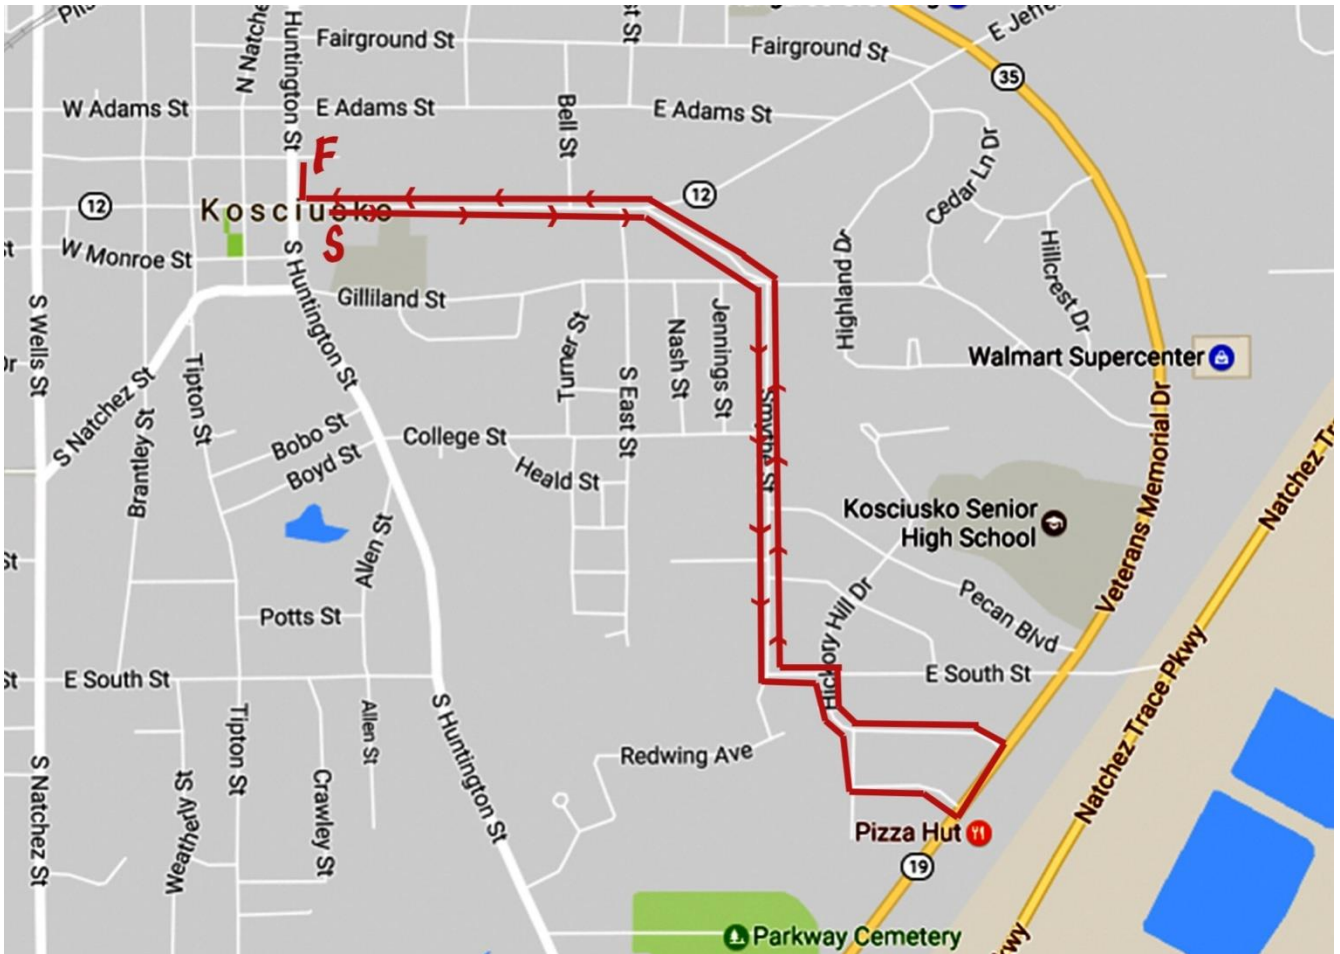 E Jeff
Fairground St
Fairground St
35
N Natche
Huntington St
W Adams St
E Adams St
Bell St
E Adams St
F
12
12
Kosciusko
S
Cedar Ln Dr
W Monroe St
S Huntington St
Gilliland St
Highland Dr
Hillcrest Dr
S Wells St
Turner St
Nash St
Jennings St
Walmart Supercenter
Tipton St
S East St
Smythe St
S Natchez St
Brantley St
Bobo St
College St
Boyd St
Heald St
Veterans Memorial Dr
Natchez Tr
Kosciusko Senior
High School
Allen St
Pecan Blvd
Potts St
Hickory Hill Dr
E South St
E South St
Natchez Trace Pkwy
Tipton St
Allen St
S Huntington St
Redwing Ave
S Natchez St
Weatherly St
Crawley St
Pizza Hut
19
Parkway Cemetery
kwy